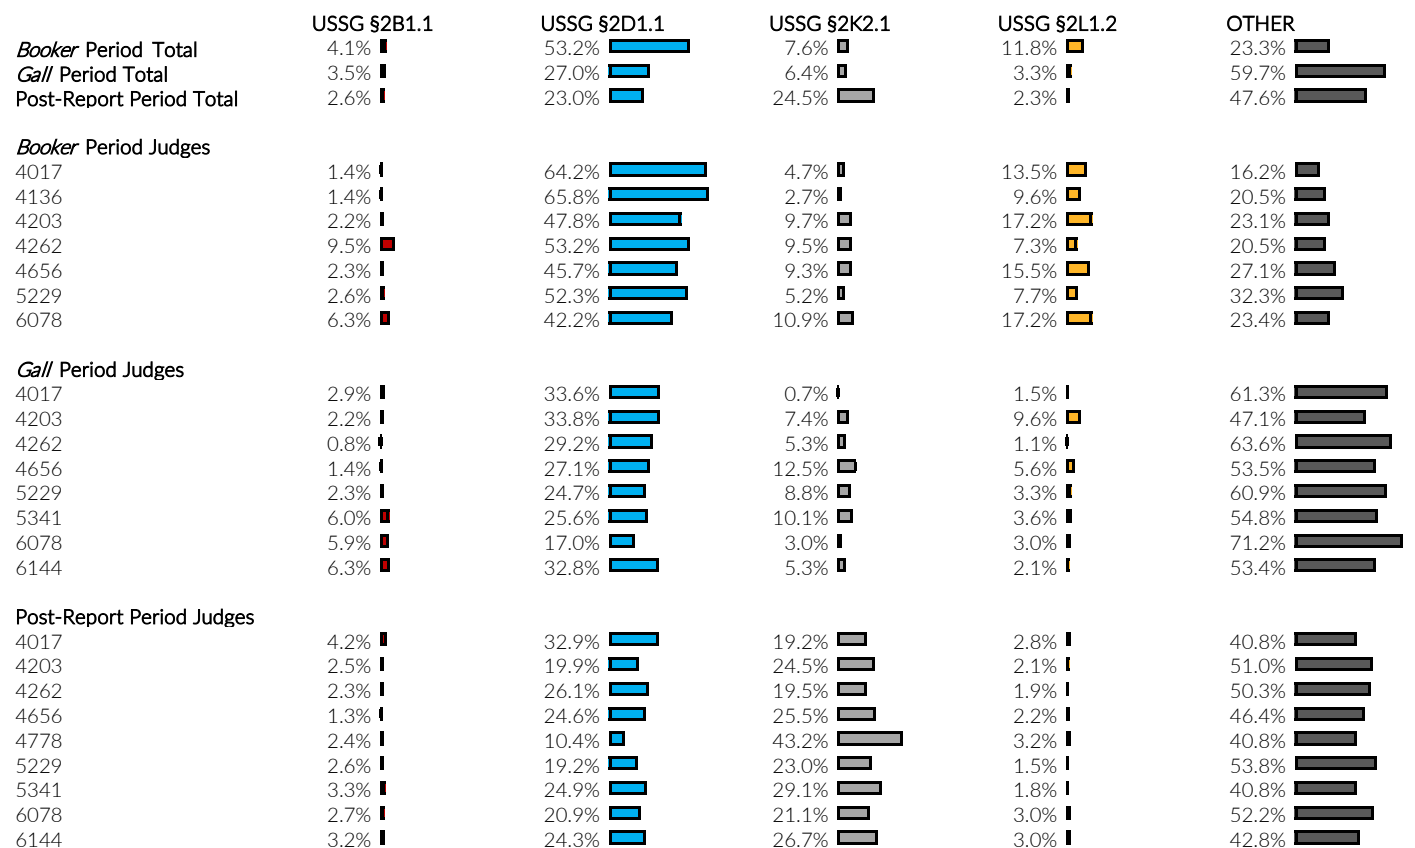 USSG §2B1.1 USSG §2D1.1 USSG §2K2.1 USSG §2L1.2 OTHER
Booker Period Total 4.1% 53.2% 7.6% 11.8% 23.3%
Gall Period Total 3.5% 27.0% 6.4% 3.3% 59.7%
Post-Report Period Total 2.6% 23.0% 24.5% 2.3% 47.6%
Booker Period Judges
4017 1.4% 64.2% 4.7% 13.5% 16.2%
4136 1.4% 65.8% 2.7% 9.6% 20.5%
4203 2.2% 47.8% 9.7% 17.2% 23.1%
4262 9.5% 53.2% 9.5% 7.3% 20.5%
4656 2.3% 45.7% 9.3% 15.5% 27.1%
5229 2.6% 52.3% 5.2% 7.7% 32.3%
6078 6.3% 42.2% 10.9% 17.2% 23.4%
Gall Period Judges
4017 2.9% 33.6% 0.7% 1.5% 61.3%
4203 2.2% 33.8% 7.4% 9.6% 47.1%
4262 0.8% 29.2% 5.3% 1.1% 63.6%
4656 1.4% 27.1% 12.5% 5.6% 53.5%
5229 2.3% 24.7% 8.8% 3.3% 60.9%
5341 6.0% 25.6% 10.1% 3.6% 54.8%
6078 5.9% 17.0% 3.0% 3.0% 71.2%
6144 6.3% 32.8% 5.3% 2.1% 53.4%
Post-Report Period Judges
4017 4.2% 32.9% 19.2% 2.8% 40.8%
4203 2.5% 19.9% 24.5% 2.1% 51.0%
4262 2.3% 26.1% 19.5% 1.9% 50.3%
4656 1.3% 24.6% 25.5% 2.2% 46.4%
4778 2.4% 10.4% 43.2% 3.2% 40.8%
5229 2.6% 19.2% 23.0% 1.5% 53.8%
5341 3.3% 24.9% 29.1% 1.8% 40.8%
6078 2.7% 20.9% 21.1% 3.0% 52.2%
6144 3.2% 24.3% 26.7% 3.0% 42.8%